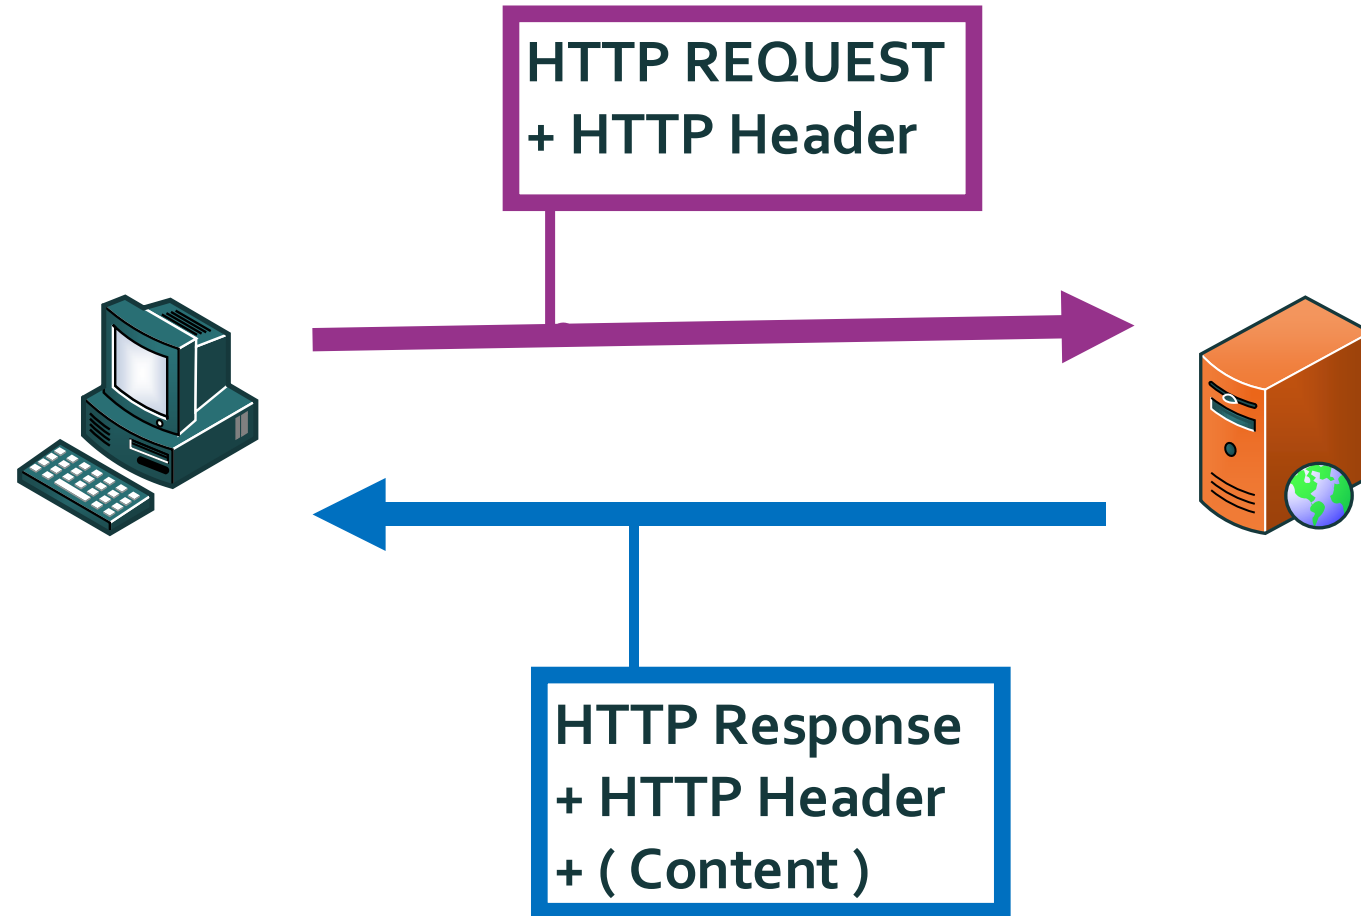 HTTP REQUEST
+ HTTP Header
HTTP Response
+ HTTP Header
+ ( Content )